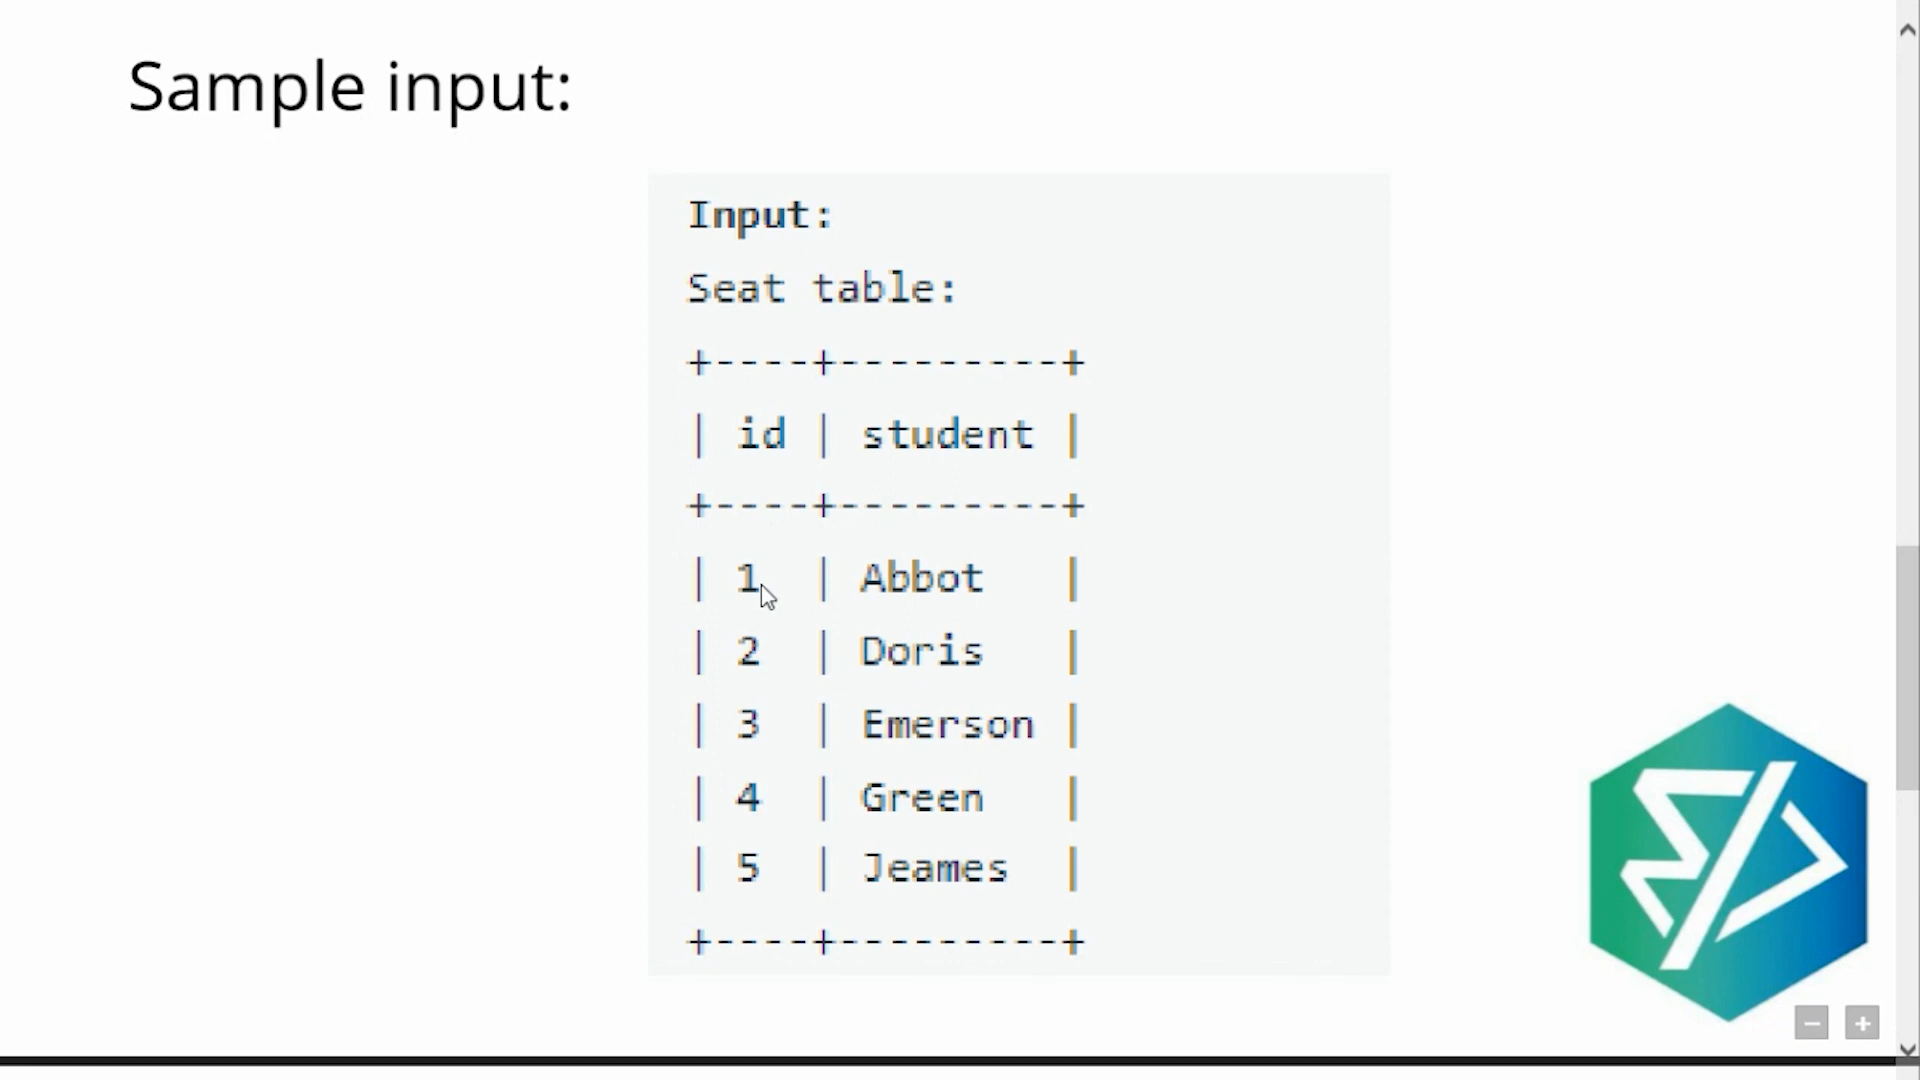 Sample input:
Input:
Seat table:
+----+---------+
| id | student |
+----+---------+
| 1 | Abbot |
| 2 | Doris |
| 3 | Emerson |
| 4 | Green |
| 5 | Jeames |
+----+---------+